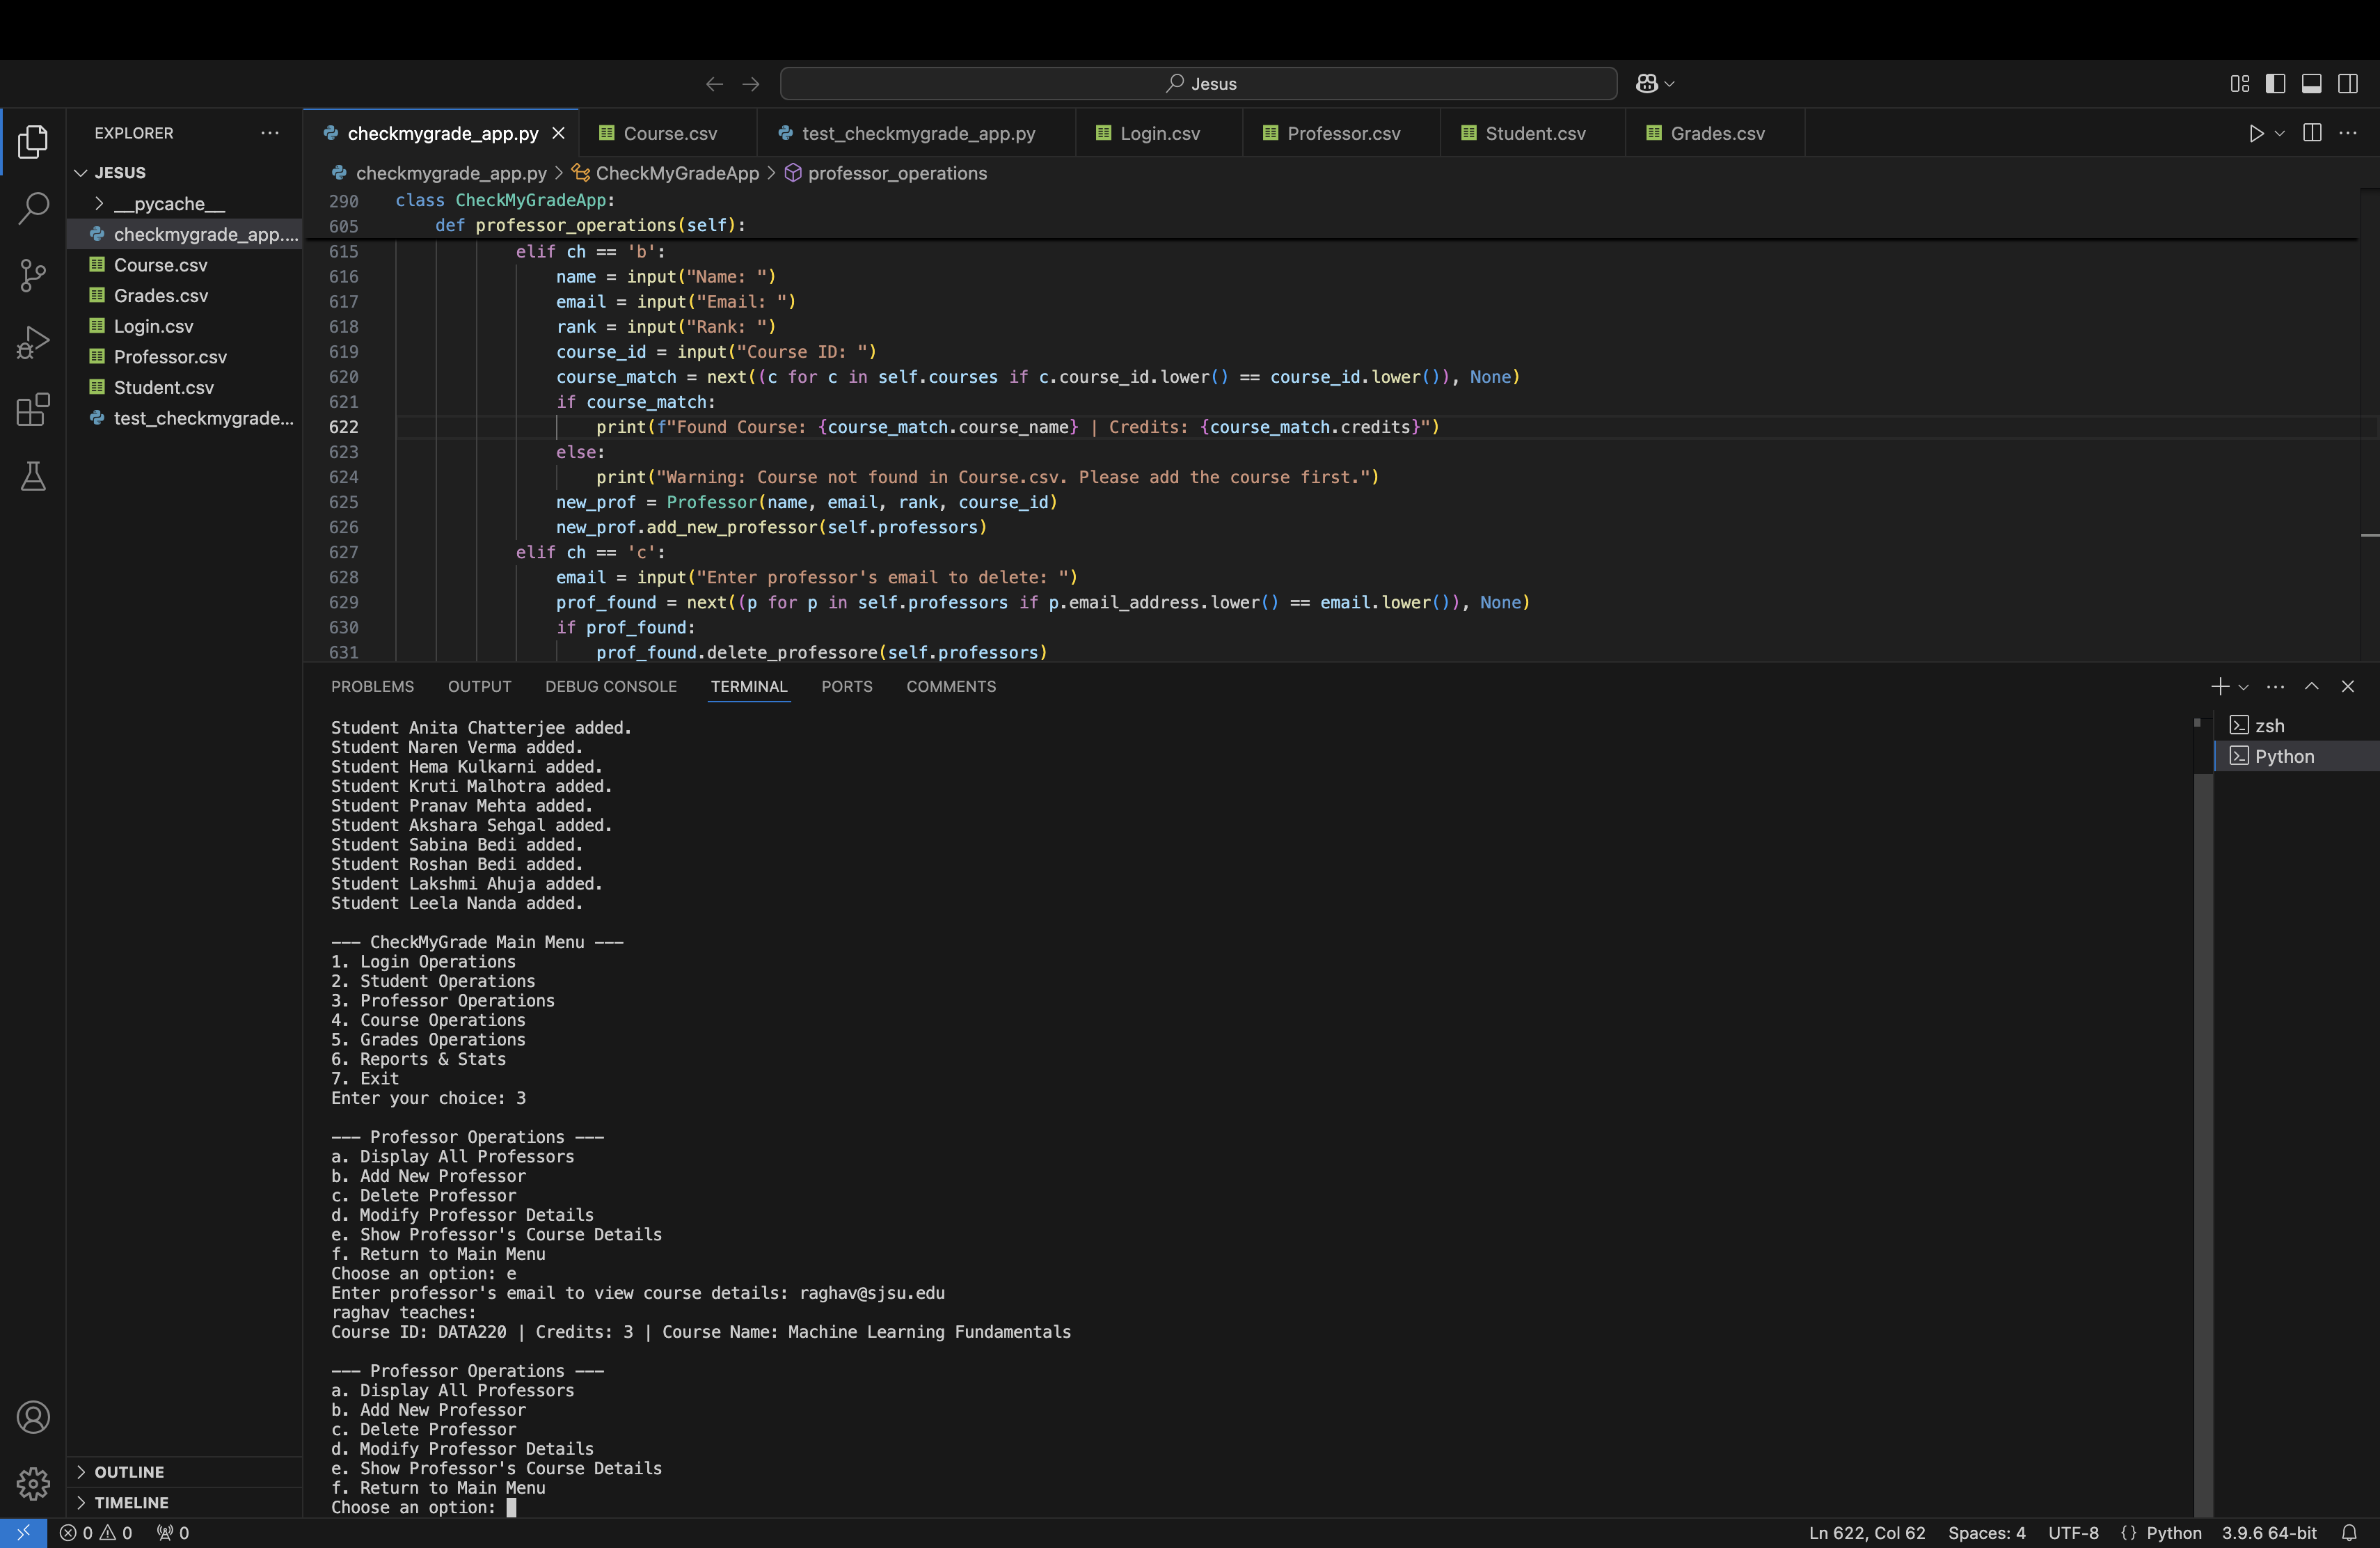 Jesus
EXPLORER
JESUS
__pycache__
checkmygrade_app....
Course.csv
Grades.csv
Login.csv
Professor.csv
Student.csv
test_checkmygrade...
OUTLINE
TIMELINE
checkmygrade_app.py
Course.csv
test_checkmygrade_app.py
Login.csv
Professor.csv
Student.csv
Grades.csv
checkmygrade_app.py > CheckMyGradeApp > professor_operations
290 class CheckMyGradeApp:
605     def professor_operations(self):
615             elif ch == 'b':
616                 name = input("Name: ")
617                 email = input("Email: ")
618                 rank = input("Rank: ")
619                 course_id = input("Course ID: ")
620                 course_match = next((c for c in self.courses if c.course_id.lower() == course_id.lower()), None)
621                 if course_match:
622                     print(f"Found Course: {course_match.course_name} | Credits: {course_match.credits}")
623                 else:
624                     print("Warning: Course not found in Course.csv. Please add the course first.")
625                 new_prof = Professor(name, email, rank, course_id)
626                 new_prof.add_new_professor(self.professors)
627             elif ch == 'c':
628                 email = input("Enter professor's email to delete: ")
629                 prof_found = next((p for p in self.professors if p.email_address.lower() == email.lower()), None)
630                 if prof_found:
631                     prof_found.delete_professore(self.professors)
PROBLEMS OUTPUT DEBUG CONSOLE TERMINAL PORTS COMMENTS
zsh
Python
Student Anita Chatterjee added.
Student Naren Verma added.
Student Hema Kulkarni added.
Student Kruti Malhotra added.
Student Pranav Mehta added.
Student Akshara Sehgal added.
Student Sabina Bedi added.
Student Roshan Bedi added.
Student Lakshmi Ahuja added.
Student Leela Nanda added.
--- CheckMyGrade Main Menu ---
1. Login Operations
2. Student Operations
3. Professor Operations
4. Course Operations
5. Grades Operations
6. Reports & Stats
7. Exit
Enter your choice: 3
--- Professor Operations ---
a. Display All Professors
b. Add New Professor
c. Delete Professor
d. Modify Professor Details
e. Show Professor's Course Details
f. Return to Main Menu
Choose an option: e
Enter professor's email to view course details: raghav@sjsu.edu
raghav teaches:
Course ID: DATA220 | Credits: 3 | Course Name: Machine Learning Fundamentals
--- Professor Operations ---
a. Display All Professors
b. Add New Professor
c. Delete Professor
d. Modify Professor Details
e. Show Professor's Course Details
f. Return to Main Menu
Choose an option:
0 0 0
Ln 622, Col 62 Spaces: 4 UTF-8 {} Python 3.9.6 64-bit